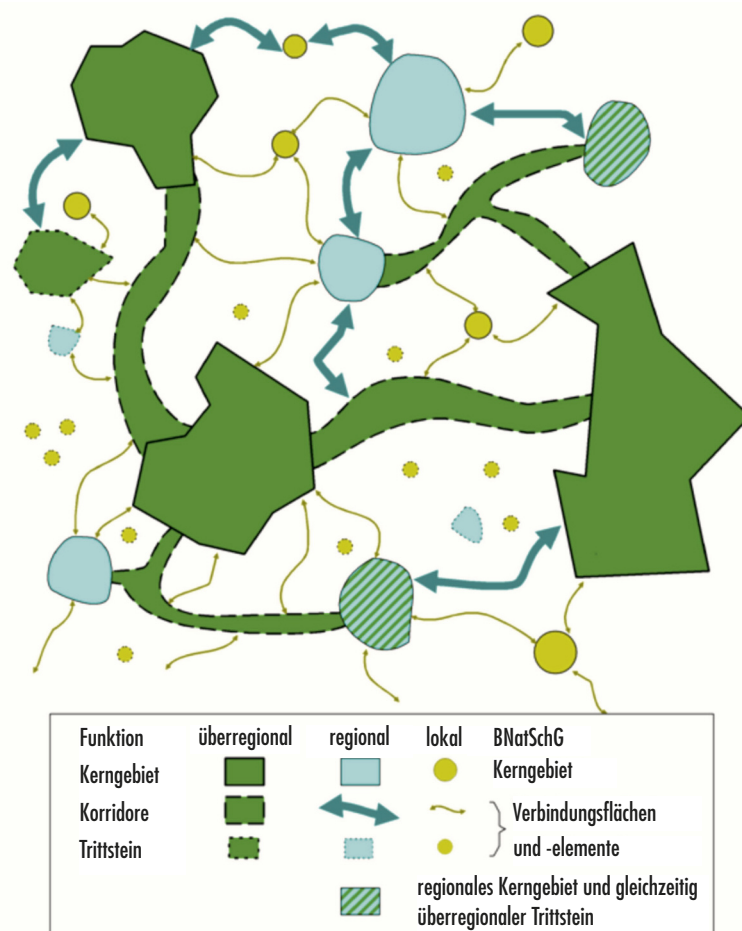 Funktion überregional regional lokal BNatSchG
Kerngebiet Kerngebiet
Korridore Verbindungsflächen
Trittstein und -elemente
regionales Kerngebiet und gleichzeitig
überregionaler Trittstein